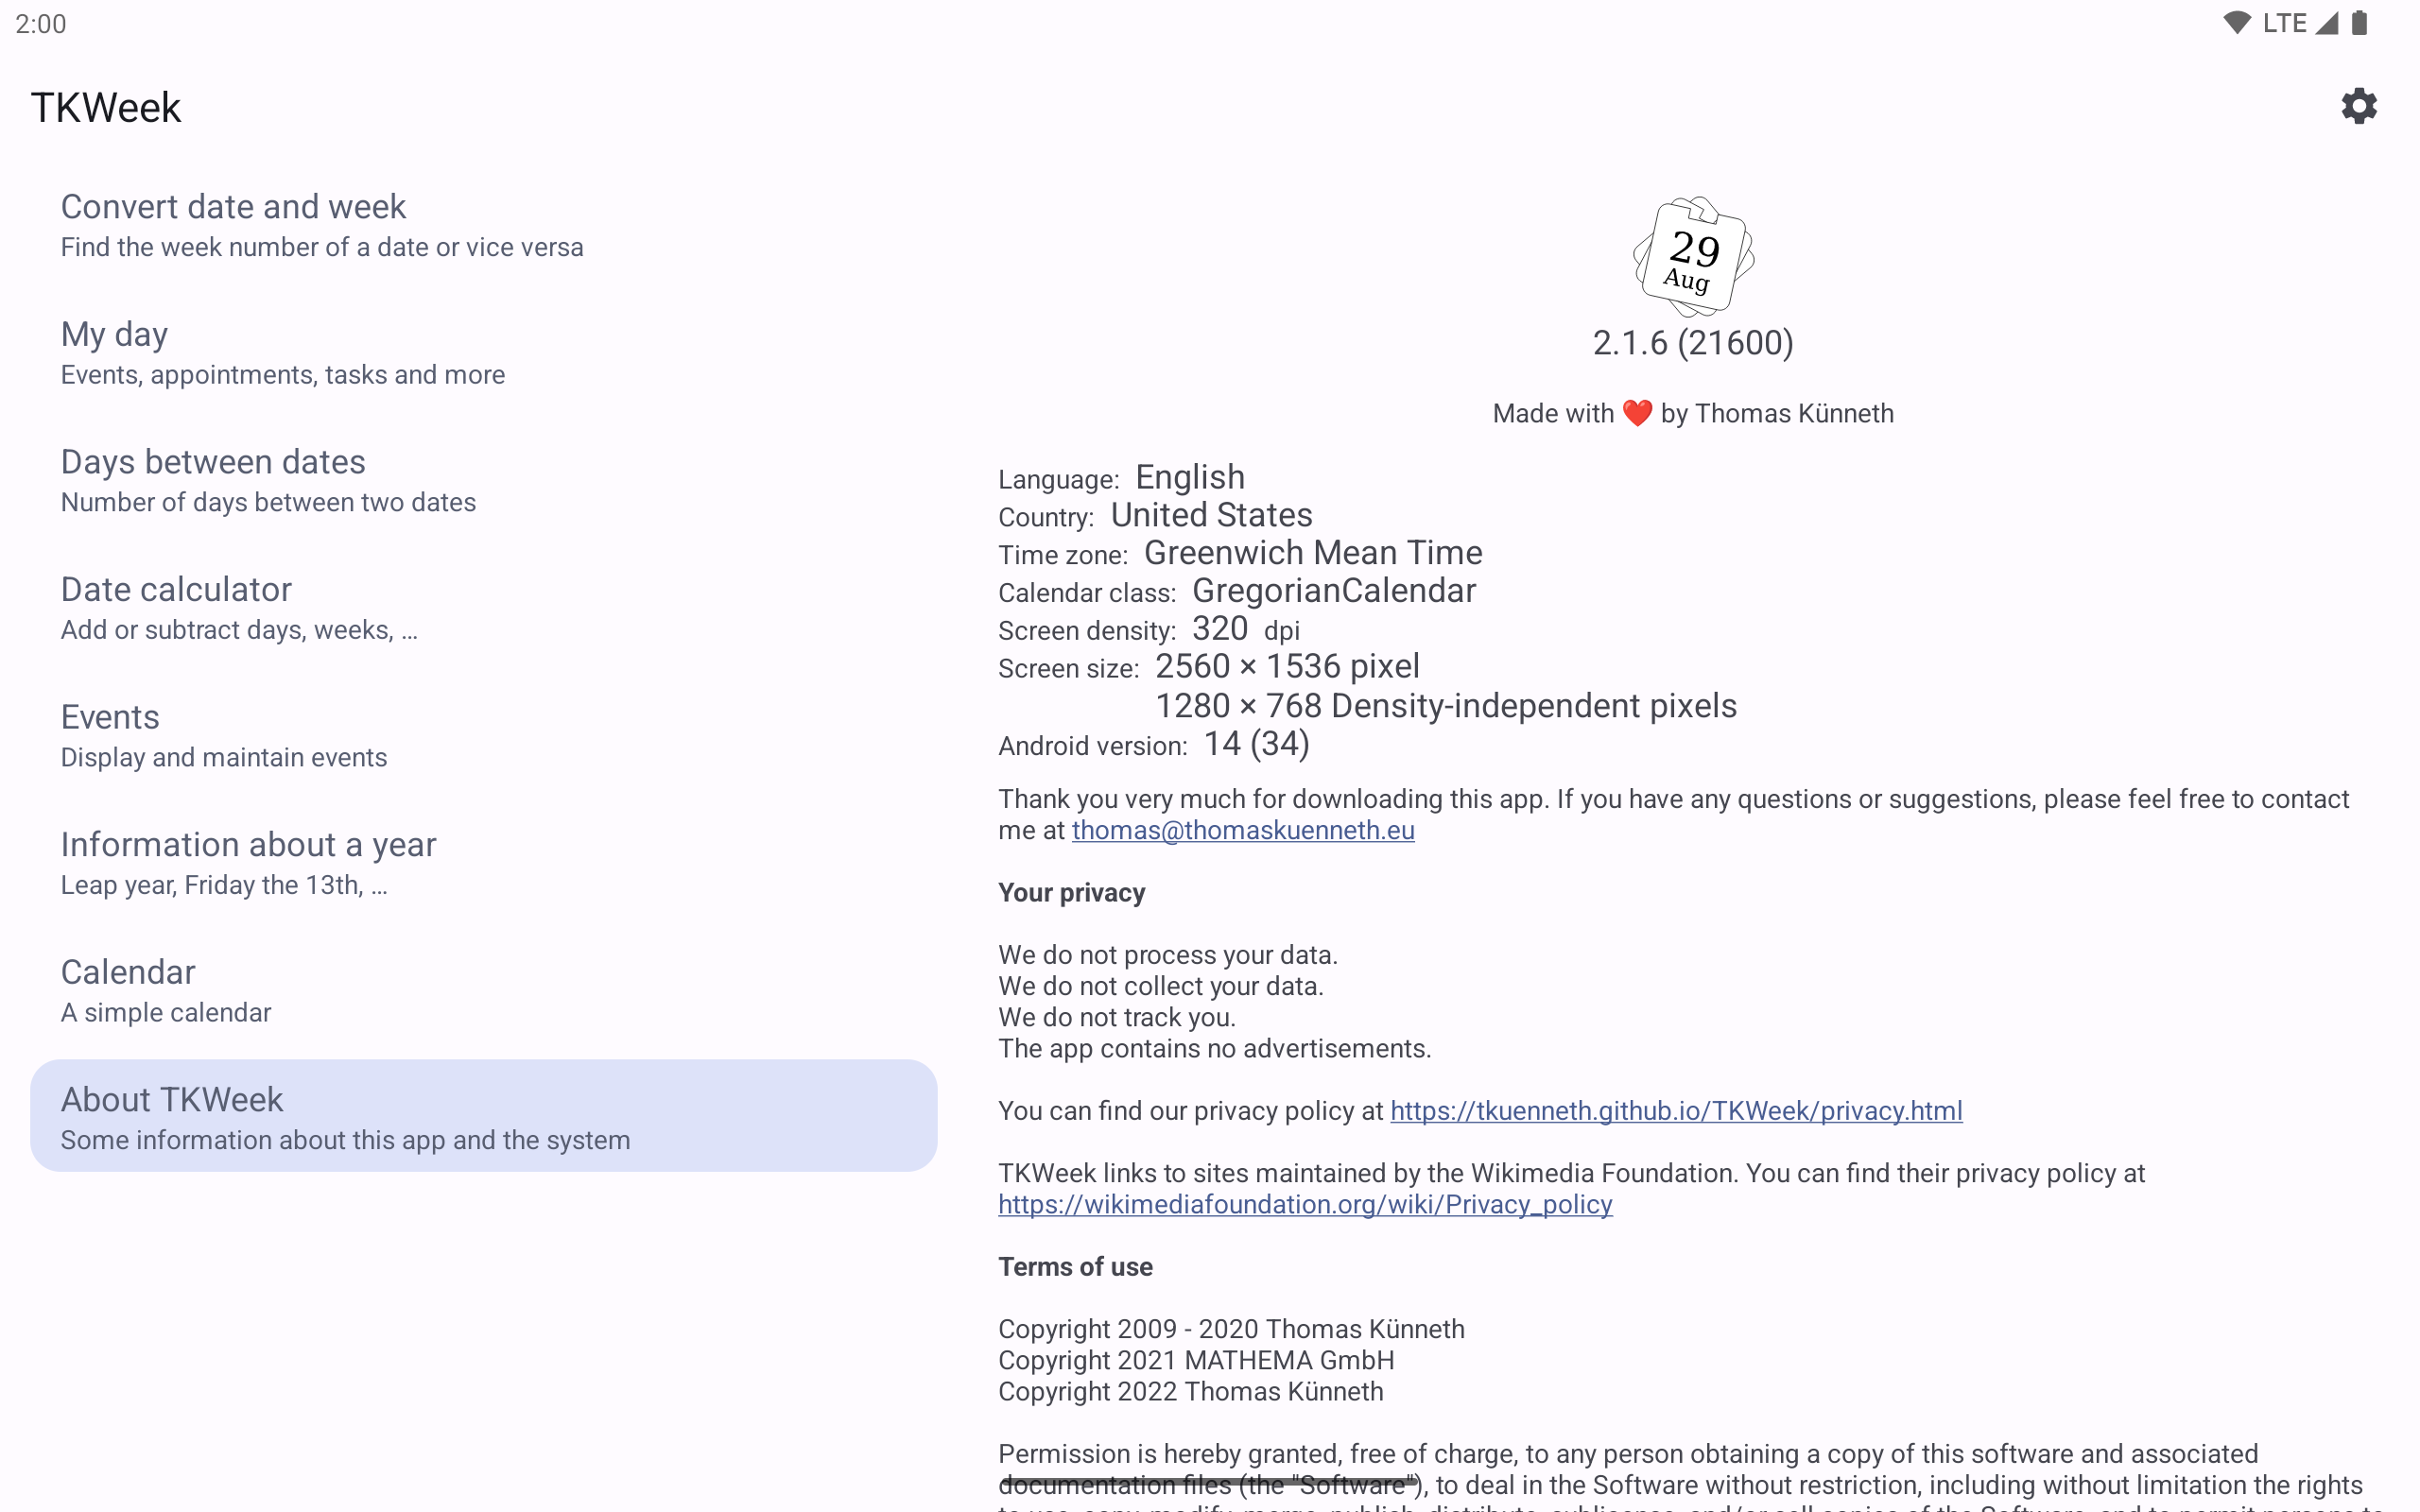 2:00
LTE
TKWeek
Convert date and week
Find the week number of a date or vice versa
My day
Events, appointments, tasks and more
Days between dates
Number of days between two dates
Date calculator
Add or subtract days, weeks, …
Events
Display and maintain events
Information about a year
Leap year, Friday the 13th, …
Calendar
A simple calendar
About TKWeek
Some information about this app and the system
29
Aug
2.1.6 (21600)
Made with ❤️ by Thomas Künneth
Language: English
Country: United States
Time zone: Greenwich Mean Time
Calendar class: GregorianCalendar
Screen density: 320 dpi
Screen size: 2560 × 1536 pixel
1280 × 768 Density-independent pixels
Android version: 14 (34)
Thank you very much for downloading this app. If you have any questions or suggestions, please feel free to contact
me at thomas@thomaskuenneth.eu
Your privacy
We do not process your data.
We do not collect your data.
We do not track you.
The app contains no advertisements.
You can find our privacy policy at https://tkuenneth.github.io/TKWeek/privacy.html
TKWeek links to sites maintained by the Wikimedia Foundation. You can find their privacy policy at
https://wikimediafoundation.org/wiki/Privacy_policy
Terms of use
Copyright 2009 - 2020 Thomas Künneth
Copyright 2021 MATHEMA GmbH
Copyright 2022 Thomas Künneth
Permission is hereby granted, free of charge, to any person obtaining a copy of this software and associated
documentation files (the "Software"), to deal in the Software without restriction, including without limitation the rights